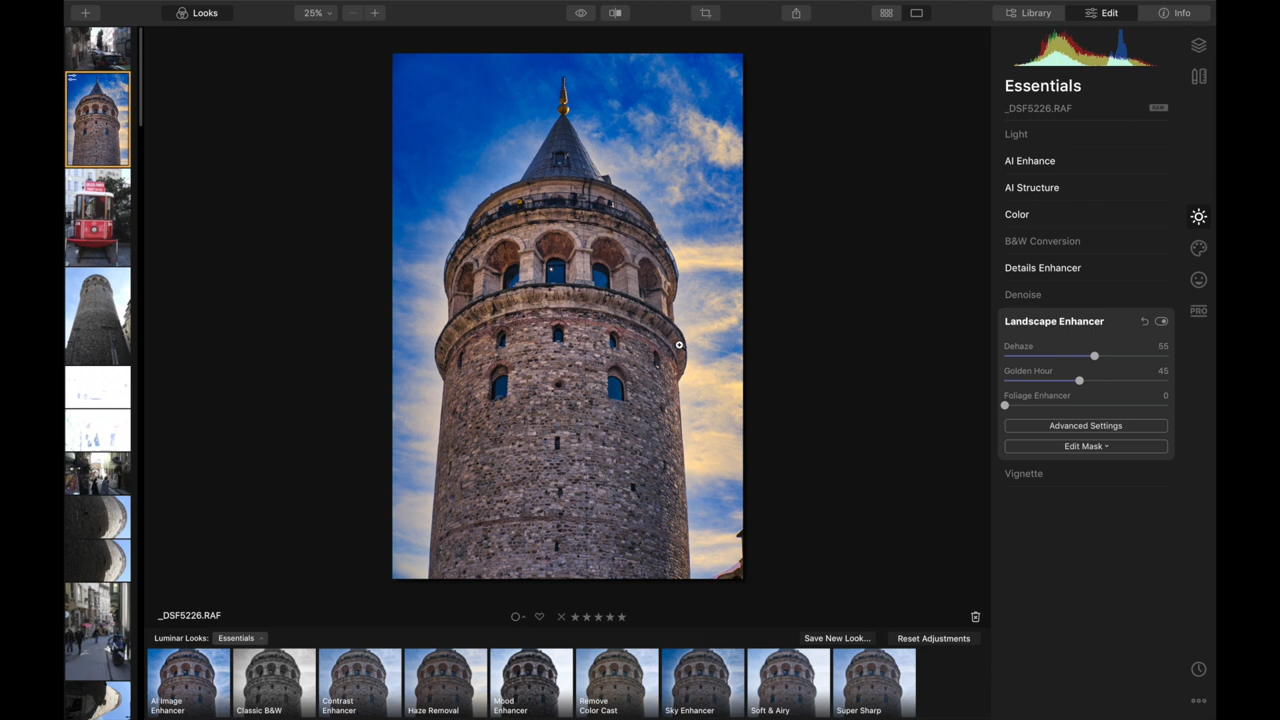 Looks
25%
Library
Edit
Info
Essentials
_DSF5226.RAF
RAW
Light
AI Enhance
AI Structure
Color
B&W Conversion
Details Enhancer
Denoise
Landscape Enhancer
PRO
Dehaze 55
Golden Hour 45
Foliage Enhancer 0
Advanced Settings
Edit Mask
Vignette
_DSF5226.RAF
Luminar Looks: Essentials
Save New Look...
Reset Adjustments
AI Image
Enhancer
Classic B&W
Contrast
Enhancer
Haze Removal
Mood
Enhancer
Remove
Color Cast
Sky Enhancer
Soft & Airy
Super Sharp